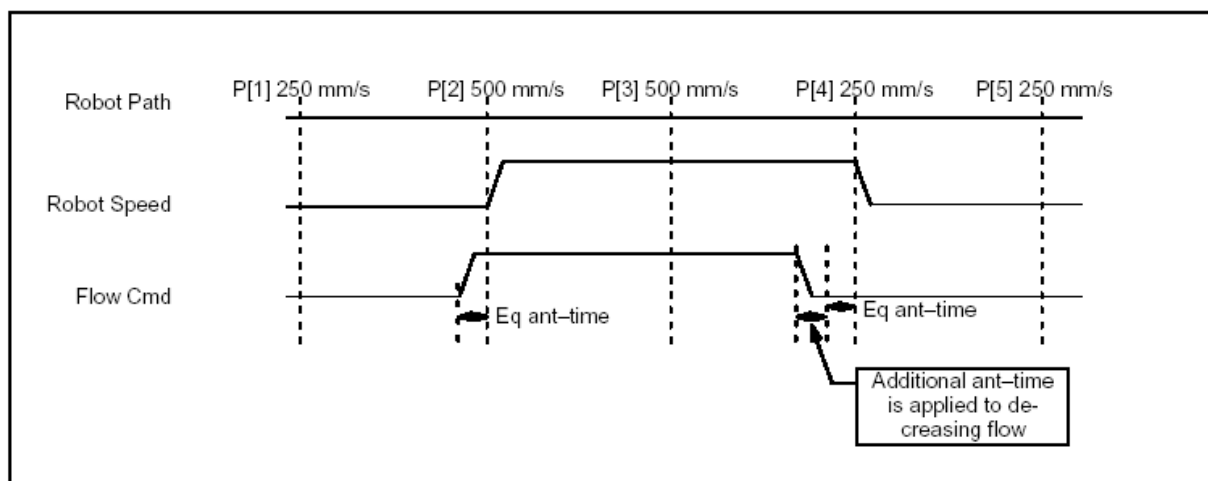 P[1] 250 mm/s P[2] 500 mm/s P[3] 500 mm/s P[4] 250 mm/s P[5] 250 mm/s
Robot Path
Robot Speed
Flow Cmd
Eq ant–time
Eq ant–time
Additional ant–time
is applied to de-
creasing flow